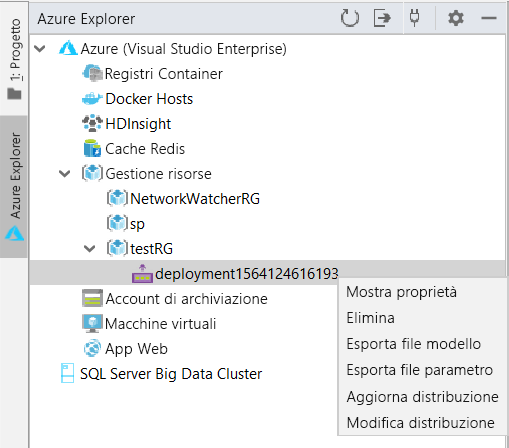 1: Progetto
Azure Explorer
Azure Explorer
Azure (Visual Studio Enterprise)
Registri Container
Docker Hosts
HDInsight
Cache Redis
Gestione risorse
NetworkWatcherRG
sp
testRG
deployment1564124616193
Account di archiviazione
Macchine virtuali
App Web
SQL Server Big Data Cluster
Mostra proprietà
Elimina
Esporta file modello
Esporta file parametro
Aggiorna distribuzione
Modifica distribuzione